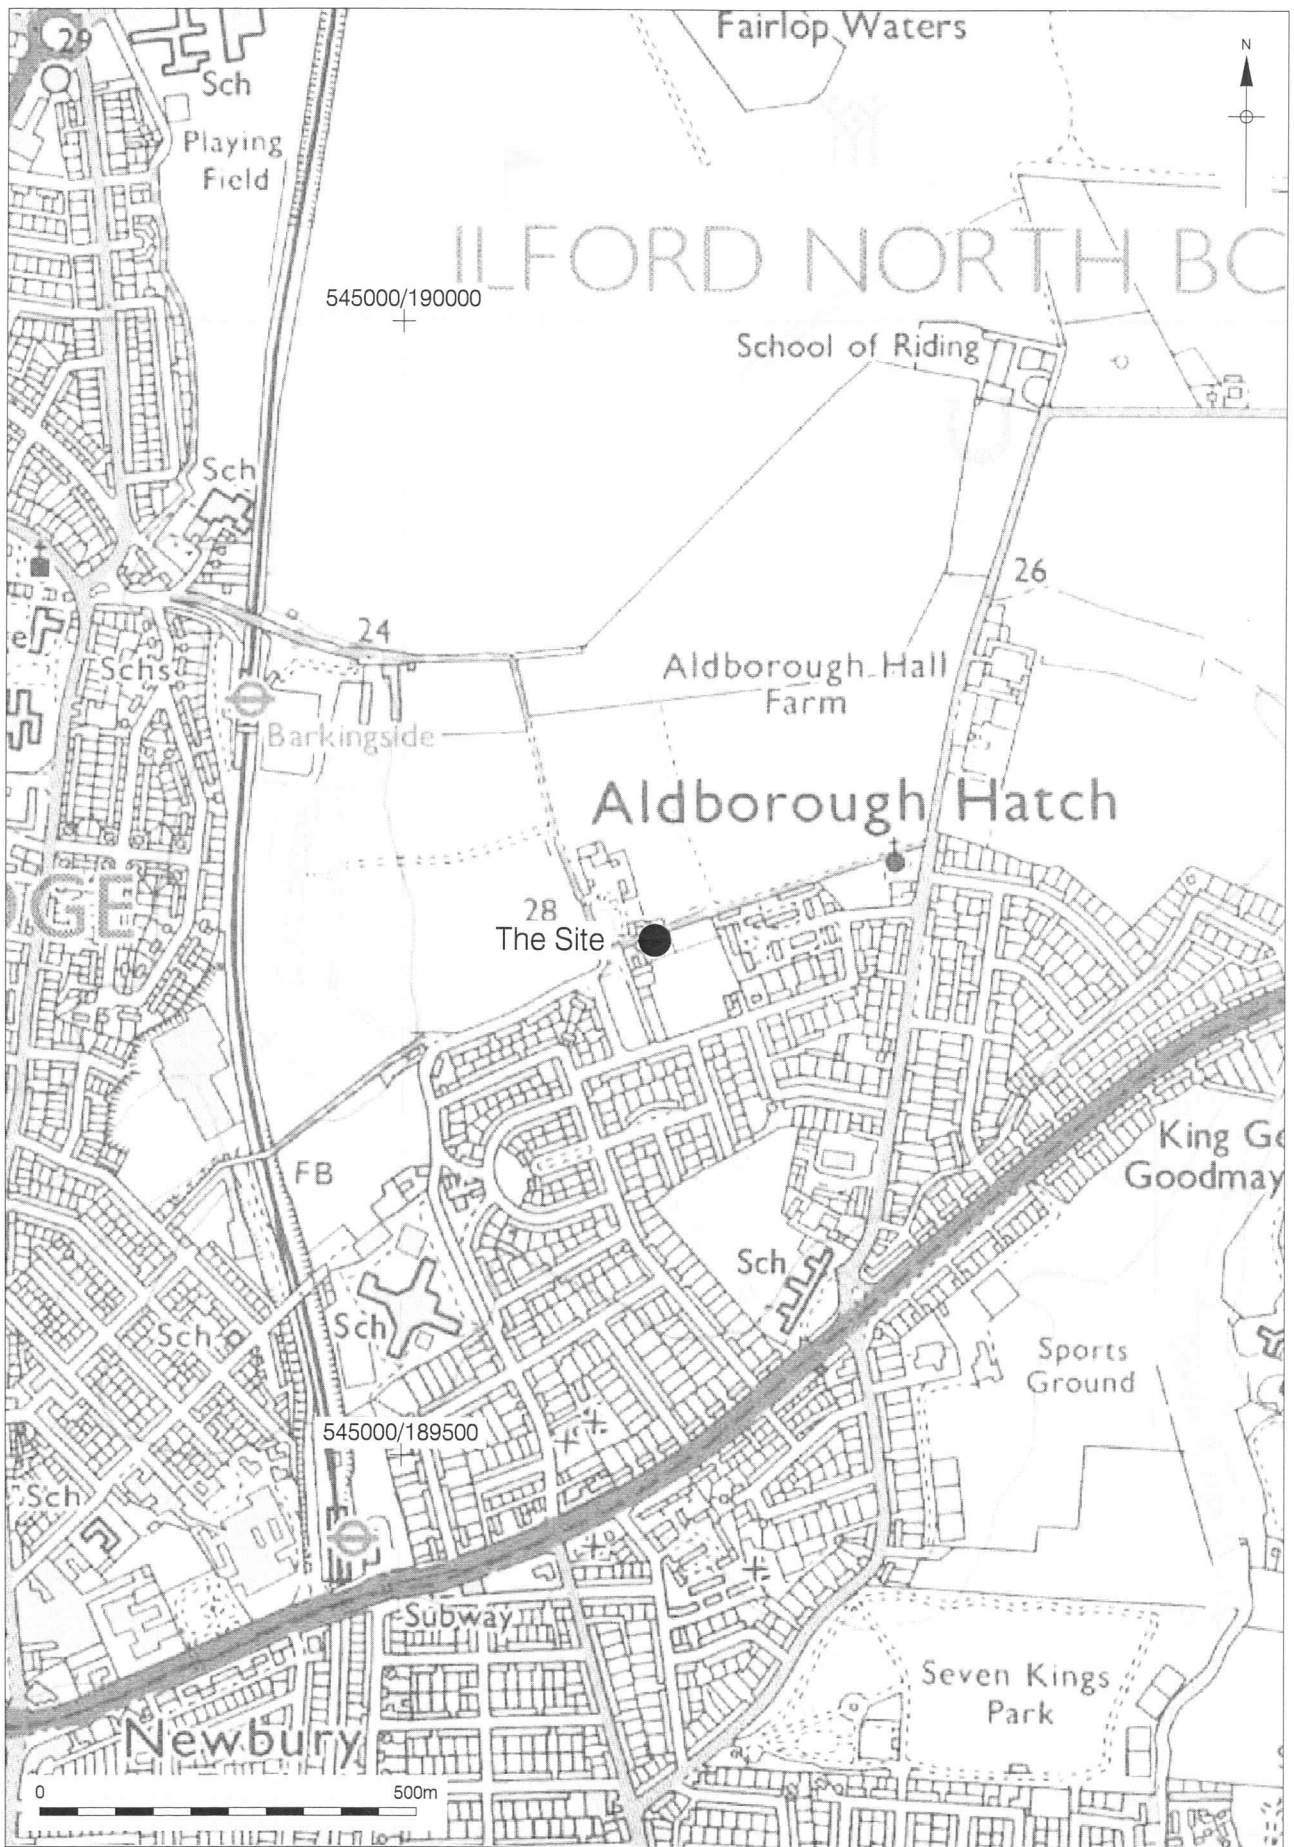 Fairlop Waters
N
29
Sch
Playing
Field
ILFORD NORTH BC
545000/190000
School of Riding
Sch
26
24
Schs
Aldborough Hall
Farm
Barkingside
Aldborough Hatch
28
The Site
King Ge
Goodmay
FB
Sch
Sch
Sch
Sports
Ground
545000/189500
Sch
Subway
Seven Kings
Park
Newbury
0
500m